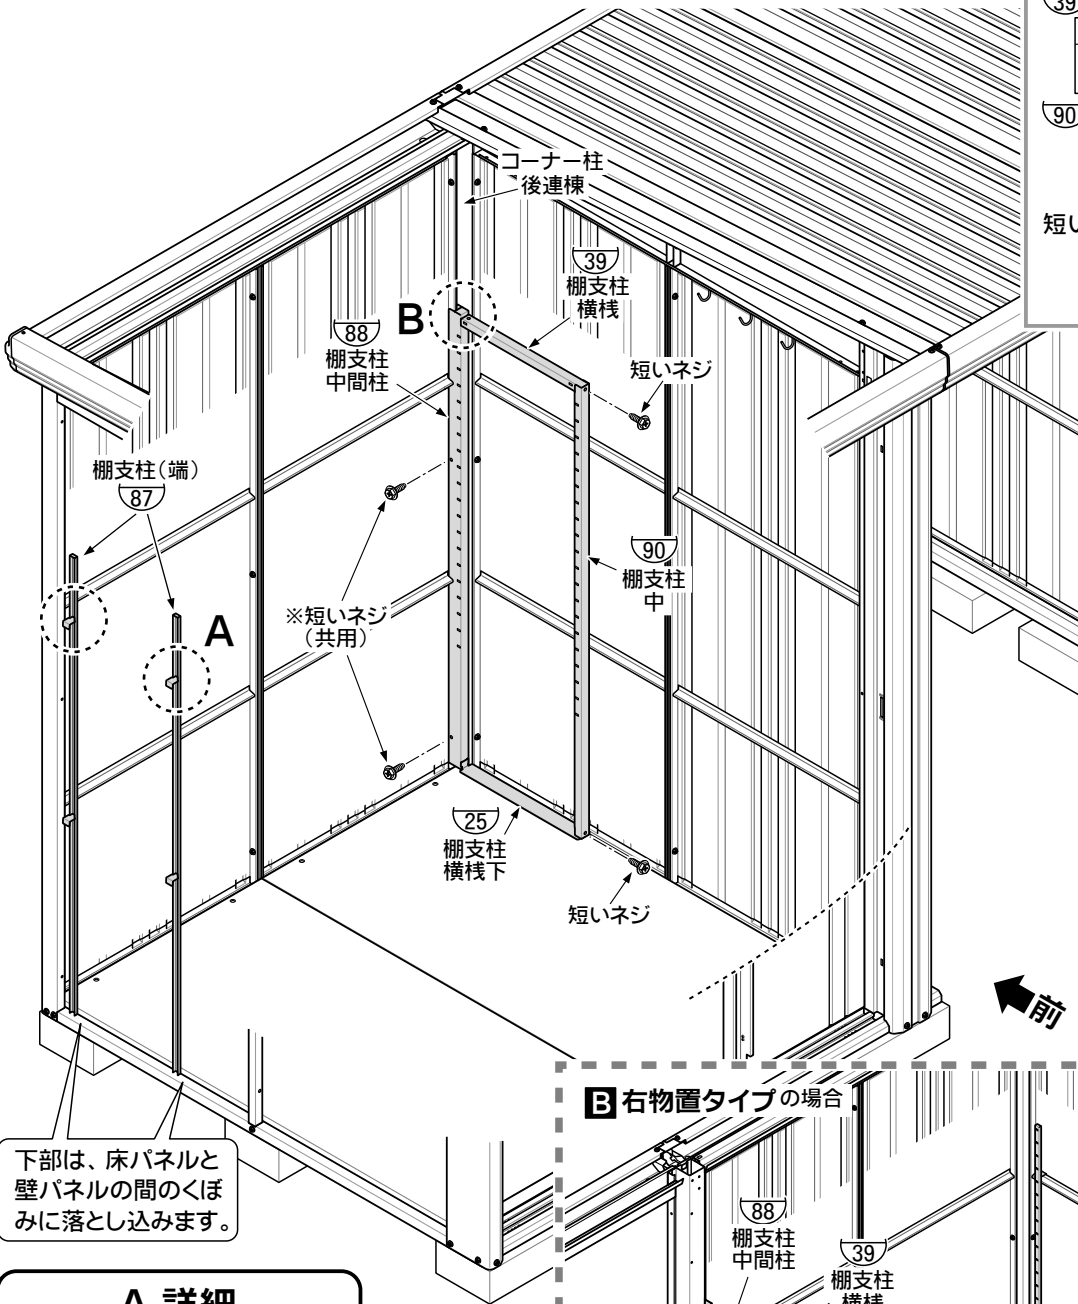 39
90
短い
コーナー柱
後連棟
39
棚支柱
横桟
B
88
棚支柱
中間柱
短いネジ
棚支柱（端）
87
90
棚支柱
中
A
※短いネジ
（共用）
25
棚支柱
横桟下
短いネジ
前
下部は、床パネルと
壁パネルの間のくぼ
みに落とし込みます。
B 右物置タイプの場合
88
棚支柱
中間柱
39
棚支柱
横桟
A 詳細